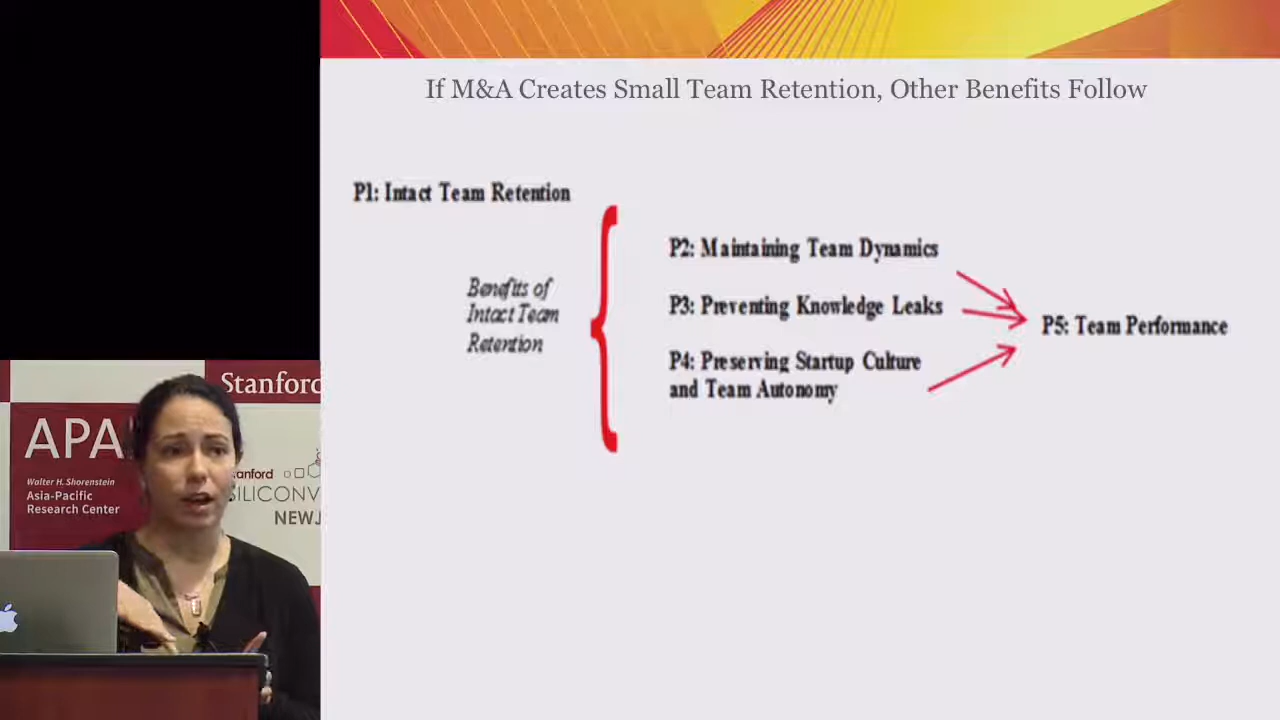 If M&A Creates Small Team Retention, Other Benefits Follow
P1: Intact Team Retention
Benefits of
Intact Team
Retention
P2: Maintaining Team Dynamics
P3: Preventing Knowledge Leaks
P4: Preserving Startup Culture
and Team Autonomy
P5: Team Performance
Stanford
APA
Walter H. Shorenstein
Asia-Pacific
Research Center
anford
SILICONV
NEWJ